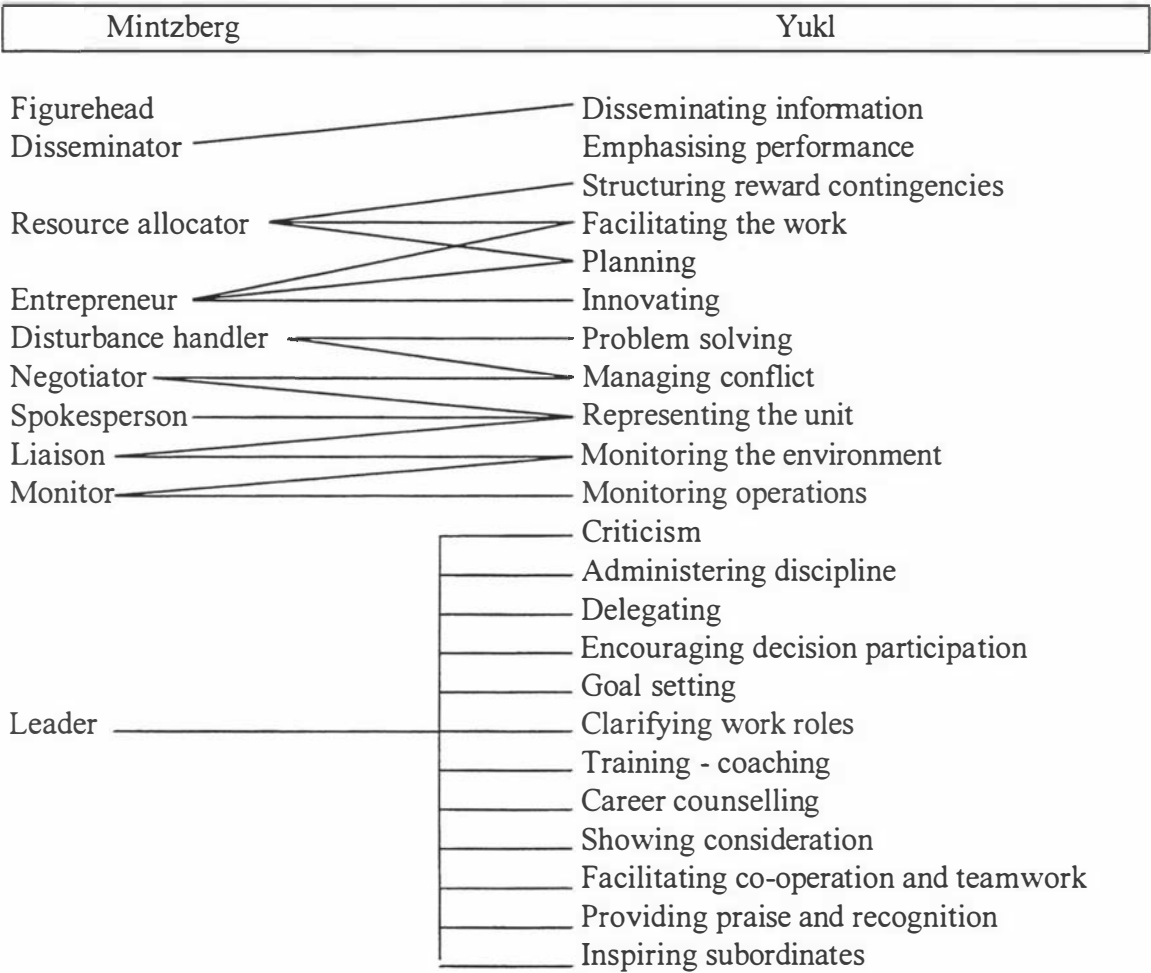 Mintzberg Yukl
Figurehead Disseminating information
Disseminator Emphasising performance
Structuring reward contingencies
Resource allocator Facilitating the work
Planning
Entrepreneur Innovating
Disturbance handler Problem solving
Negotiator Managing conflict
Spokesperson Representing the unit
Liaison Monitoring the environment
Monitor Monitoring operations
Criticism
Administering discipline
Delegating
Encouraging decision participation
Goal setting
Leader Clarifying work roles
Training - coaching
Career counselling
Showing consideration
Facilitating co-operation and teamwork
Providing praise and recognition
Inspiring subordinates